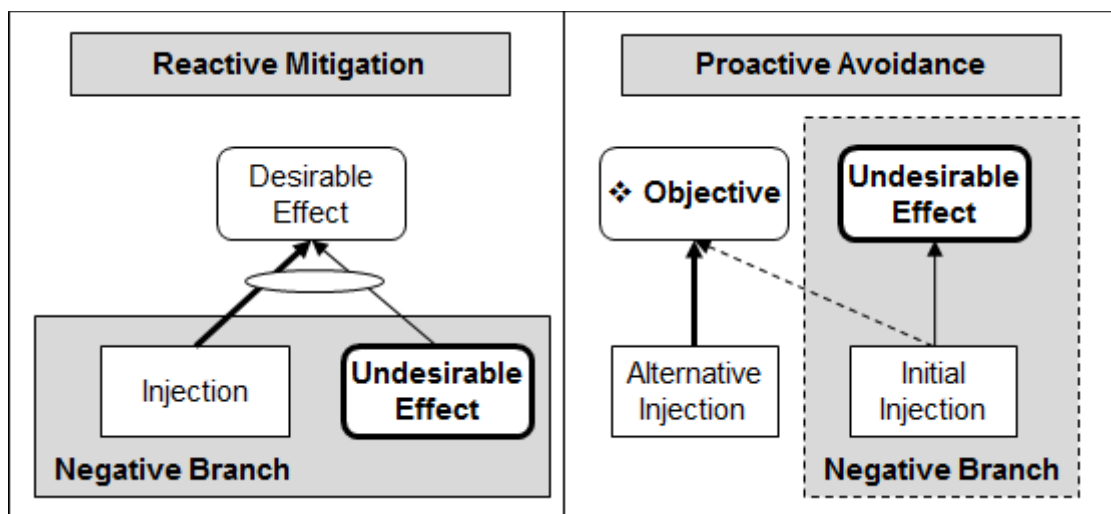 Reactive Mitigation
Desirable
Effect
Injection
Undesirable
Effect
Negative Branch
Proactive Avoidance
❖ Objective
Undesirable
Effect
Alternative
Injection
Initial
Injection
Negative Branch